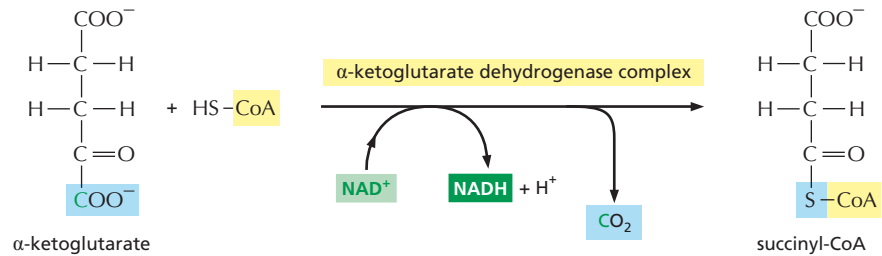 COO⁻
H—C—H
H—C—H
C=O
COO⁻
α-ketoglutarate
+ HS–CoA
α-ketoglutarate dehydrogenase complex
NAD⁺
NADH + H⁺
CO₂
COO⁻
H—C—H
H—C—H
C=O
S–CoA
succinyl-CoA